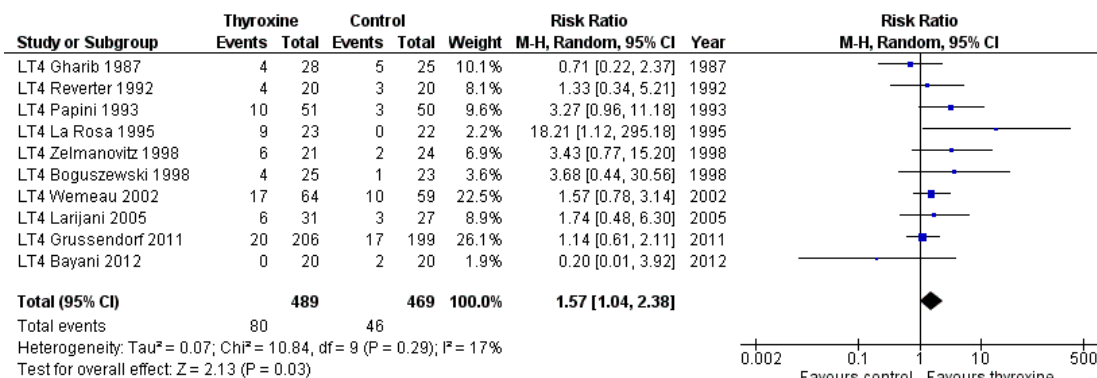 Thyroxine Control Risk Ratio Risk Ratio
Study or Subgroup Events Total Events Total Weight M-H, Random, 95% CI Year M-H, Random, 95% CI
LT4 Gharib 1987 4 28 5 25 10.1% 0.71 [0.22, 2.37] 1987
LT4 Reverter 1992 4 20 3 20 8.1% 1.33 [0.34, 5.21] 1992
LT4 Papini 1993 10 51 3 50 9.6% 3.27 [0.96, 11.18] 1993
LT4 La Rosa 1995 9 23 0 22 2.2% 18.21 [1.12, 295.18] 1995
LT4 Zelmanovitz 1998 6 21 2 24 6.9% 3.43 [0.77, 15.20] 1998
LT4 Boguszewski 1998 4 25 1 23 3.6% 3.68 [0.44, 30.56] 1998
LT4 Wemeau 2002 17 64 10 59 22.5% 1.57 [0.78, 3.14] 2002
LT4 Larijani 2005 6 31 3 27 8.9% 1.74 [0.48, 6.30] 2005
LT4 Grussendorf 2011 20 206 17 199 26.1% 1.14 [0.61, 2.11] 2011
LT4 Bayani 2012 0 20 2 20 1.9% 0.20 [0.01, 3.92] 2012
Total (95% CI) 489 469 100.0% 1.57 [1.04, 2.38]
Total events 80 46
Heterogeneity: Tau² = 0.07; Chi² = 10.84, df = 9 (P = 0.29); I² = 17%
Test for overall effect: Z = 2.13 (P = 0.03)
0.002 0.1 1 10 500
Favours control Favours thyroxine